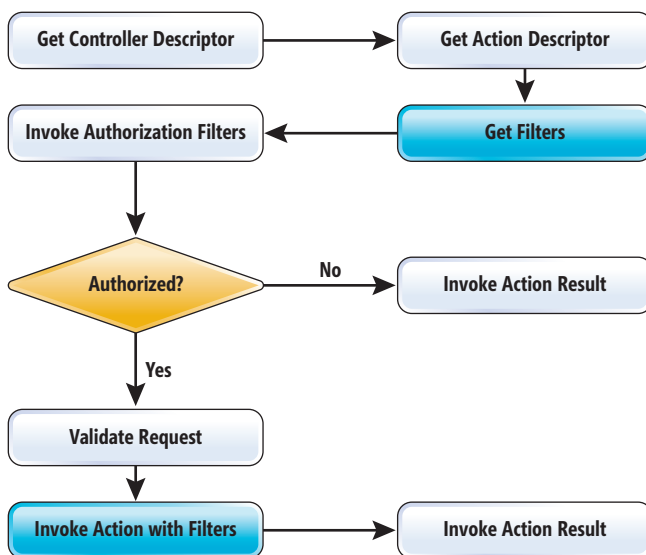 Get Controller Descriptor
Get Action Descriptor
Invoke Authorization Filters
Get Filters
Authorized?
No
Invoke Action Result
Yes
Validate Request
Invoke Action with Filters
Invoke Action Result